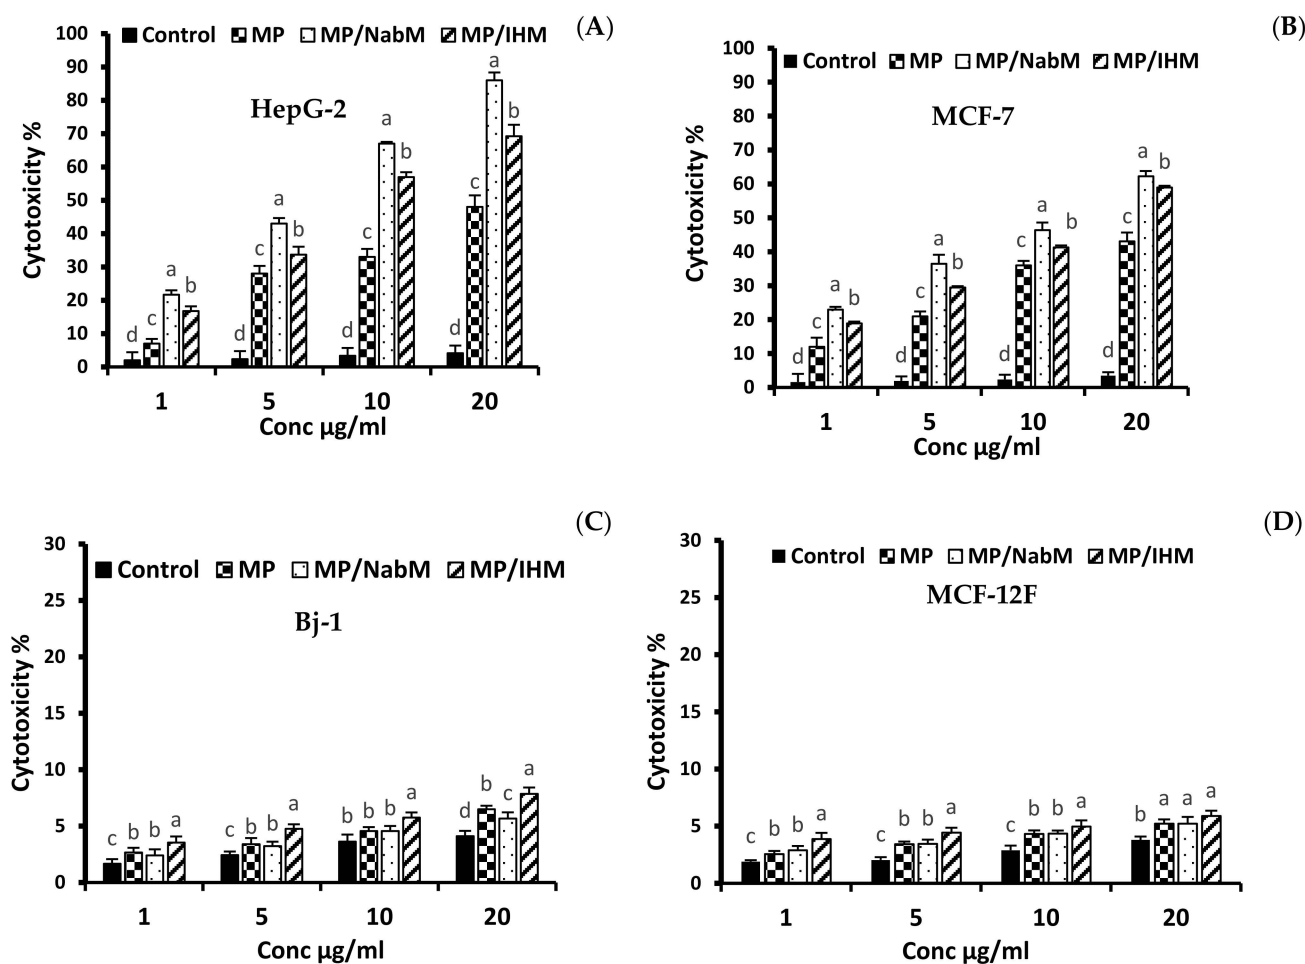 (A)
Control MP MP/NabM MP/IHM
HepG-2
Cytotoxicity %
100
90
80
70
60
50
40
30
20
10
0
d c a b
d c a b
d c a b
d c a b
1 5 10 20
Conc µg/ml
(B)
Control MP MP/NabM MP/IHM
MCF-7
Cytotoxicity %
100
90
80
70
60
50
40
30
20
10
0
d c a b
d c a b
d c a b
d c a b
1 5 10 20
Conc µg/ml
(C)
Control MP MP/NabM MP/IHM
Bj-1
Cytotoxicity %
30
25
20
15
10
5
0
c b b a
c b b a
b b b a
d b c a
1 5 10 20
Conc µg/ml
(D)
Control MP MP/NabM MP/IHM
MCF-12F
Cytotoxicity %
30
25
20
15
10
5
0
c b b a
c b b a
c b b a
b a a a
1 5 10 20
Conc µg/ml